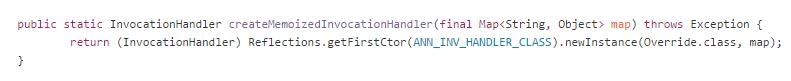 public static InvocationHandler createMemoizedInvocationHandler(final Map<String, Object> map) throws Exception {
return (InvocationHandler) Reflections.getFirstCtor(ANN_INV_HANDLER_CLASS).newInstance(Override.class, map);
}